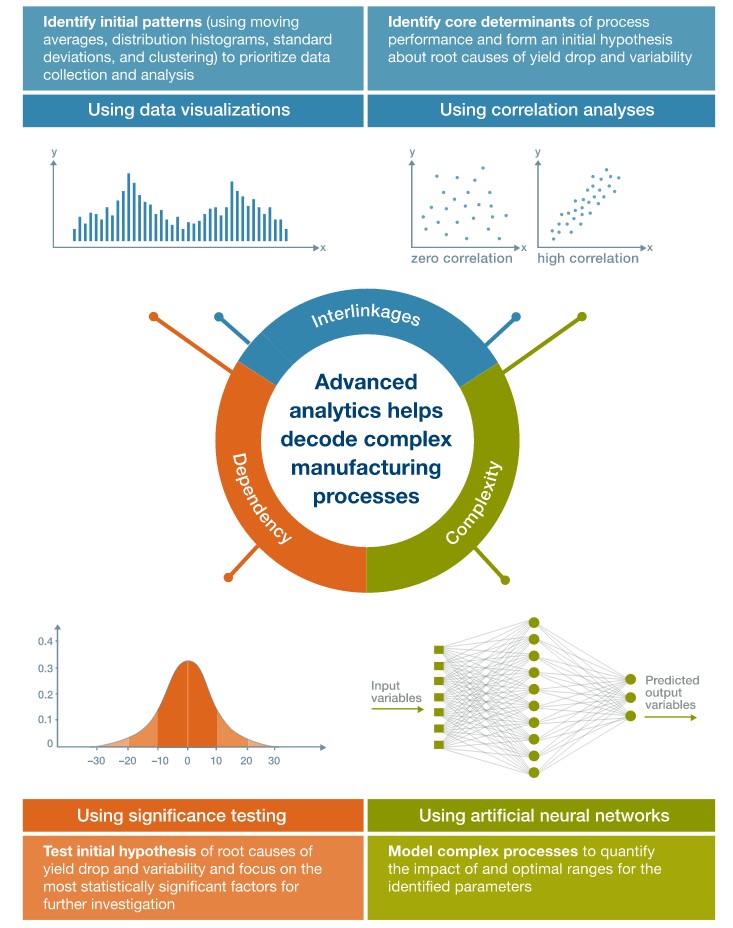 Identify initial patterns (using moving
averages, distribution histograms, standard
deviations, and clustering) to prioritize data
collection and analysis
Identify core determinants of process
performance and form an initial hypothesis
about root causes of yield drop and variability
Using data visualizations
Using correlation analyses
y
x
y
x
zero correlation
y
x
high correlation
Interlinkages
Advanced
analytics helps
decode complex
manufacturing
processes
Dependency
Complexity
0.4
0.3
0.2
0.1
0
–30 –20 –10 0 10 20 30
Input
variables
Predicted
output
variables
Using significance testing
Using artificial neural networks
Test initial hypothesis of root causes of
yield drop and variability and focus on the
most statistically significant factors for
further investigation
Model complex processes to quantify
the impact of and optimal ranges for the
identified parameters